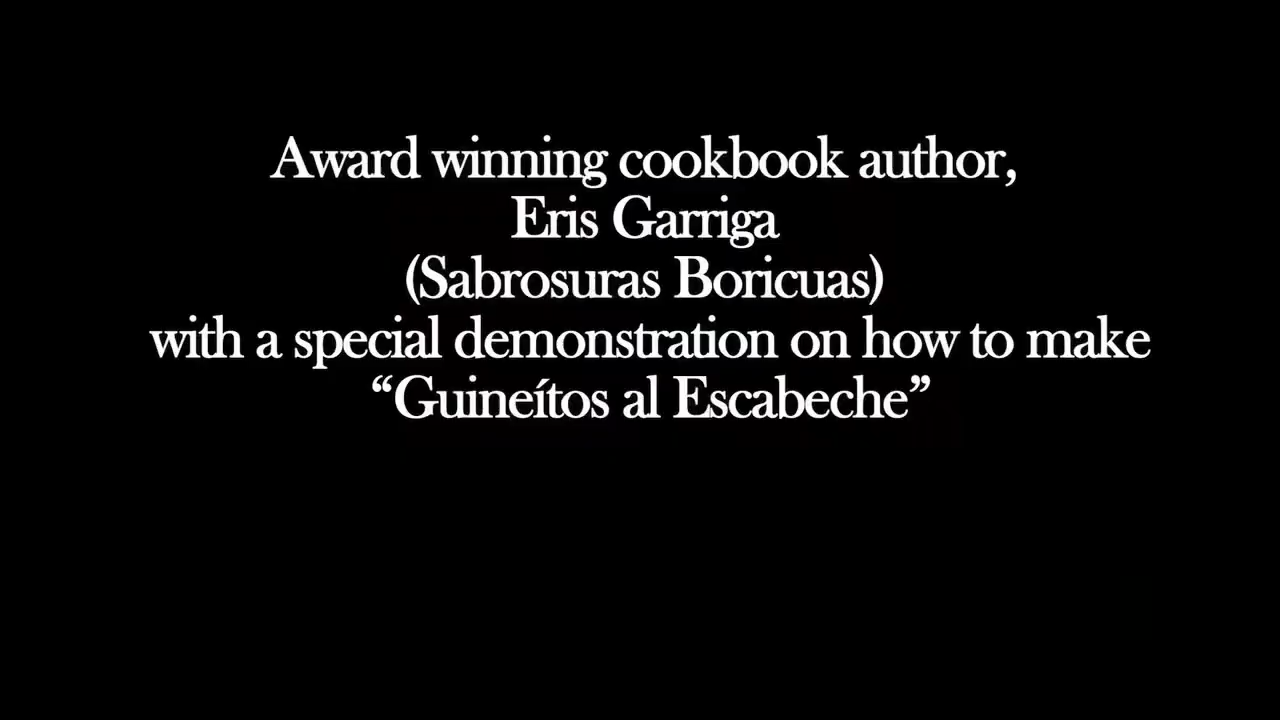 Award winning cookbook author,
Eris Garriga
(Sabrosuras Boricuas)
with a special demonstration on how to make
“Guineítos al Escabeche”